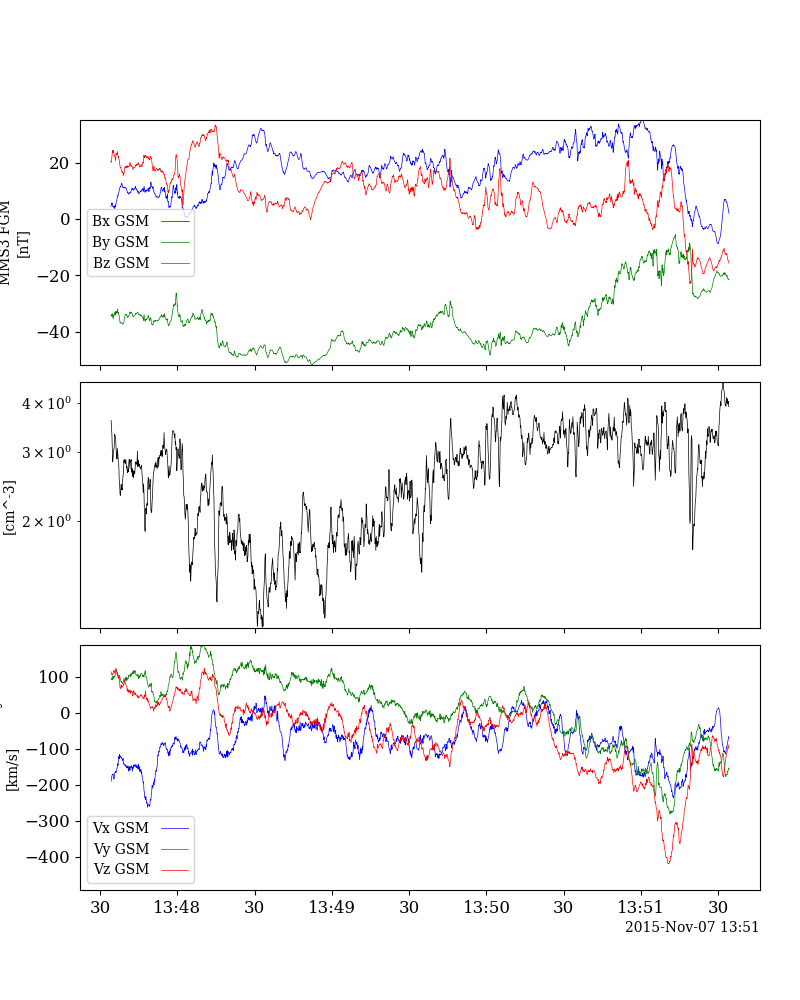 20
0
−20
−40
MMS3 FGM
[nT]
Bx GSM
By GSM
Bz GSM
4 × 10⁰
3 × 10⁰
2 × 10⁰
[cm^-3]
100
0
−100
−200
−300
−400
[km/s]
Vx GSM
Vy GSM
Vz GSM
30 13:48 30 13:49 30 13:50 30 13:51 30
2015-Nov-07 13:51